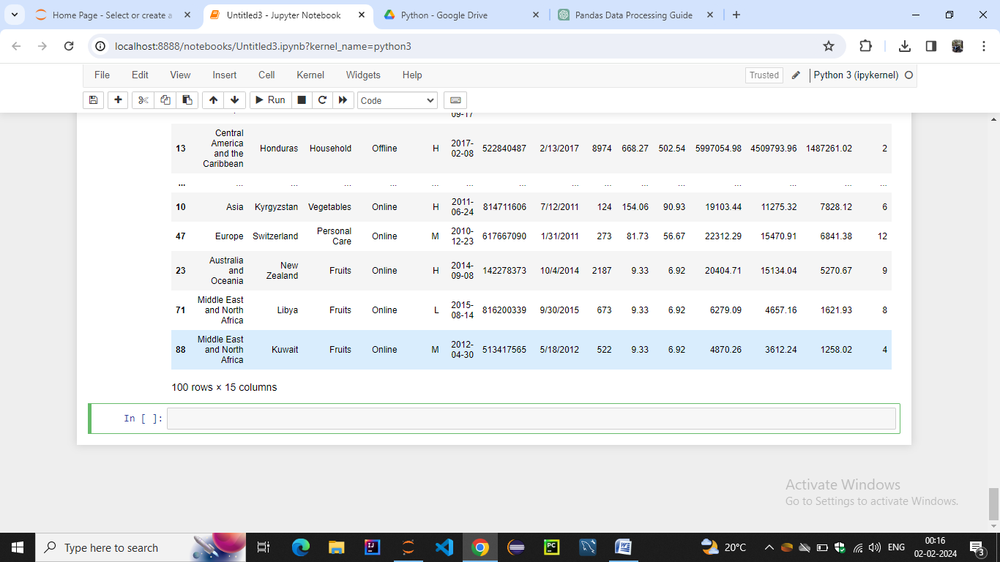 Home Page - Select or create a
Untitled3 - Jupyter Notebook
Python - Google Drive
Pandas Data Processing Guide
localhost:8888/notebooks/Untitled3.ipynb?kernel_name=python3
File Edit View Insert Cell Kernel Widgets Help
Trusted
Python 3 (ipykernel)
Run
Code
09-17
13 Central America and the Caribbean Honduras Household Offline H 2017-02-08 522840487 2/13/2017 8974 668.27 502.54 5997054.98 4509793.96 1487261.02 2
... ... ... ... ... ... ... ... ... ... ... ... ... ... ... ...
10 Asia Kyrgyzstan Vegetables Online H 2011-06-24 814711606 7/12/2011 124 154.06 90.93 19103.44 11275.32 7828.12 6
47 Europe Switzerland Personal Care Online M 2010-12-23 617667090 1/31/2011 273 81.73 56.67 22312.29 15470.91 6841.38 12
23 Australia and Oceania New Zealand Fruits Online H 2014-09-08 142278373 10/4/2014 2187 9.33 6.92 20404.71 15134.04 5270.67 9
71 Middle East and North Africa Libya Fruits Online L 2015-08-14 816200339 9/30/2015 673 9.33 6.92 6279.09 4657.16 1621.93 8
88 Middle East and North Africa Kuwait Fruits Online M 2012-04-30 513417565 5/18/2012 522 9.33 6.92 4870.26 3612.24 1258.02 4
100 rows × 15 columns
In [ ]:
Activate Windows
Go to Settings to activate Windows.
Type here to search
20°C
ENG
00:16
02-02-2024
3